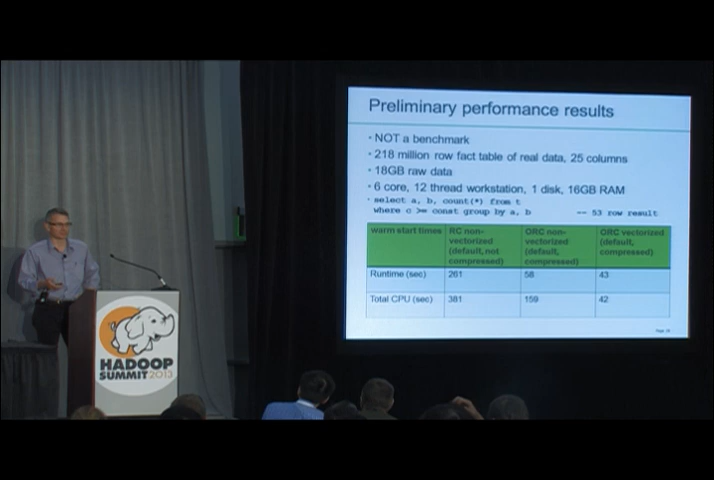 Preliminary performance results
• NOT a benchmark
• 218 million row fact table of real data, 25 columns
• 18GB raw data
• 6 core, 12 thread workstation, 1 disk, 16GB RAM
• select a, b, count(*) from t
where c >= const group by a, b -- 53 row result
warm start times | RC non-vectorized (default, not compressed) | ORC non-vectorized (default, compressed) | ORC vectorized (default, compressed)
Runtime (sec) | 261 | 58 | 43
Total CPU (sec) | 381 | 159 | 42
HADOOP
SUMMIT 2013